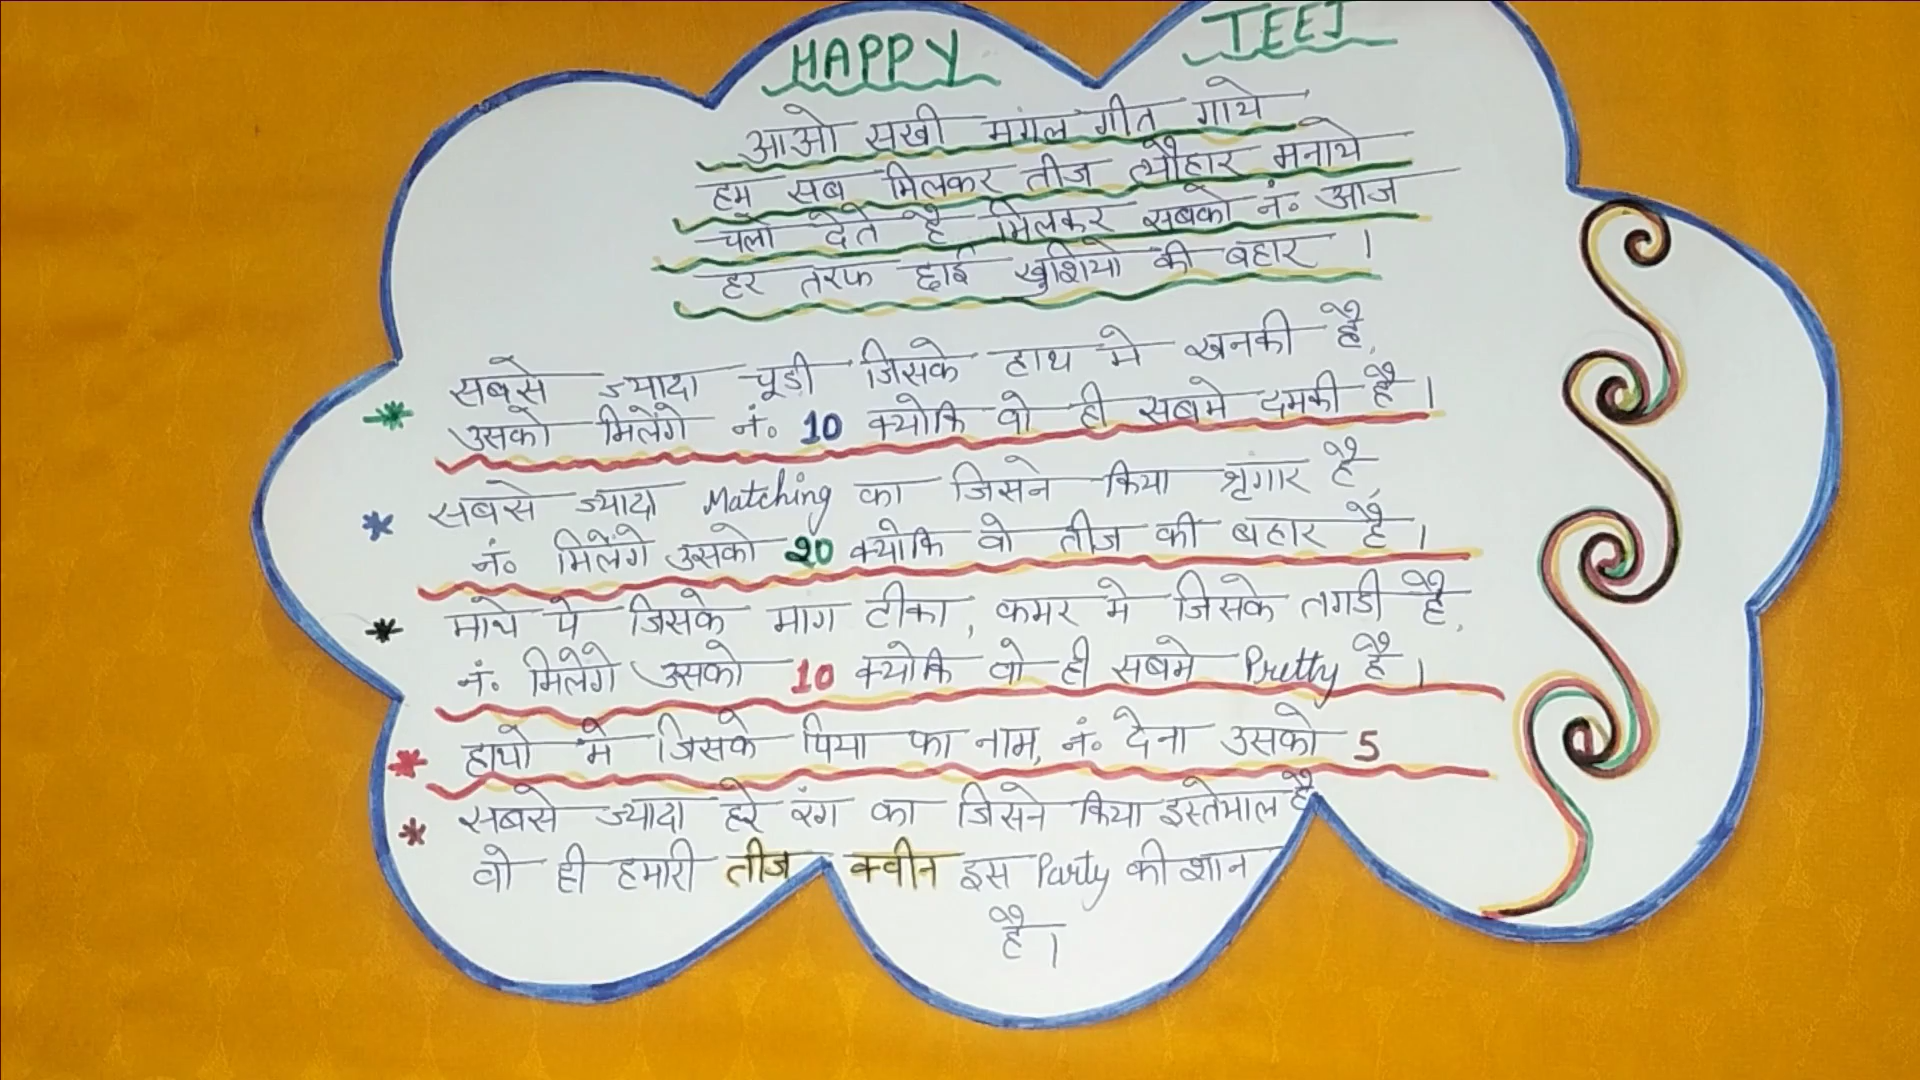 HAPPY TEEJ
आओ सखी मंगल गीत गाये
हम सब मिलकर तीज त्यौहार मनाये
चलो देते है मिलकर सबको नं० आज
हर तरफ छाई खुशियो की बहार ।
* सबसे ज्यादा चूडी जिसके हाथ मे खनकी है,
उसको मिलेंगे नं० 10 क्योकि वो ही सबमे दमकी है ।
* सबसे ज्यादा Matching का जिसने किया शृंगार है,
नं० मिलेंगे उसको 20 क्योकि वो तीज की बहार है ।
* माथे पे जिसके माग टीका, कमर मे जिसके तगडी है,
नं० मिलेंगे उसको 10 क्योकि वो ही सबमे Pretty है ।
* हाथो मे जिसके पिया का नाम, नं० देना उसको 5
* सबसे ज्यादा हरे रंग का जिसने किया इस्तेमाल है
वो ही हमारी तीज क्वीन इस Party की शान
है ।